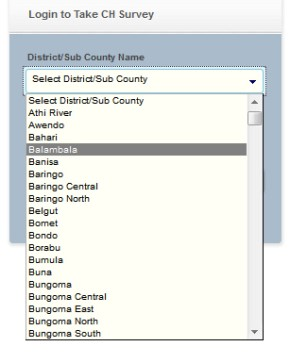 Login to Take CH Survey
District/Sub County Name
Select District/Sub County
Select District/Sub County
Athi River
Awendo
Bahari
Balambala
Banisa
Baringo
Baringo Central
Baringo North
Belgut
Bomet
Bondo
Borabu
Bumula
Buna
Bungoma
Bungoma Central
Bungoma East
Bungoma North
Bungoma South